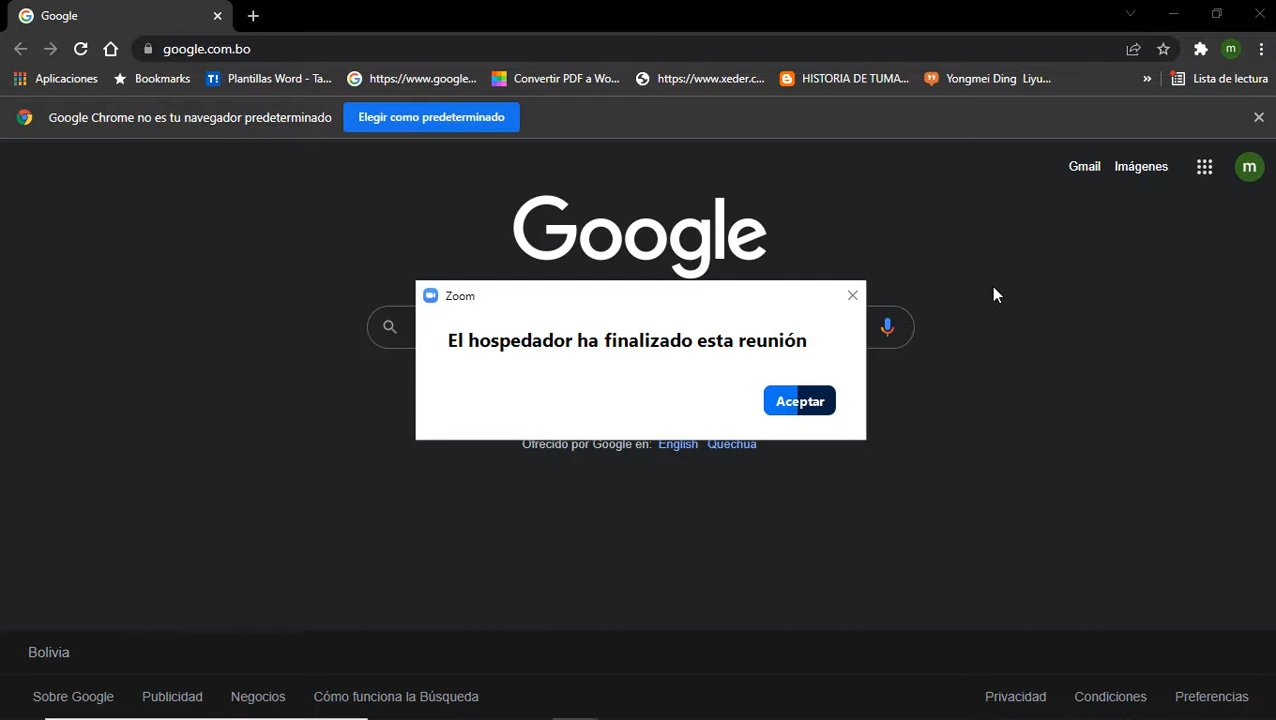 Google
google.com.bo
m
Aplicaciones
Bookmarks
T!
Plantillas Word - Ta...
https://www.google...
Convertir PDF a Wo...
https://www.xeder.c...
HISTORIA DE TUMA...
Yongmei Ding Liyu...
»
Lista de lectura
Google Chrome no es tu navegador predeterminado
Elegir como predeterminado
Gmail
Imágenes
m
Google
Zoom
El hospedador ha finalizado esta reunión
Aceptar
Ofrecido por Google en: English Quechua
Bolivia
Sobre Google
Publicidad
Negocios
Cómo funciona la Búsqueda
Privacidad
Condiciones
Preferencias